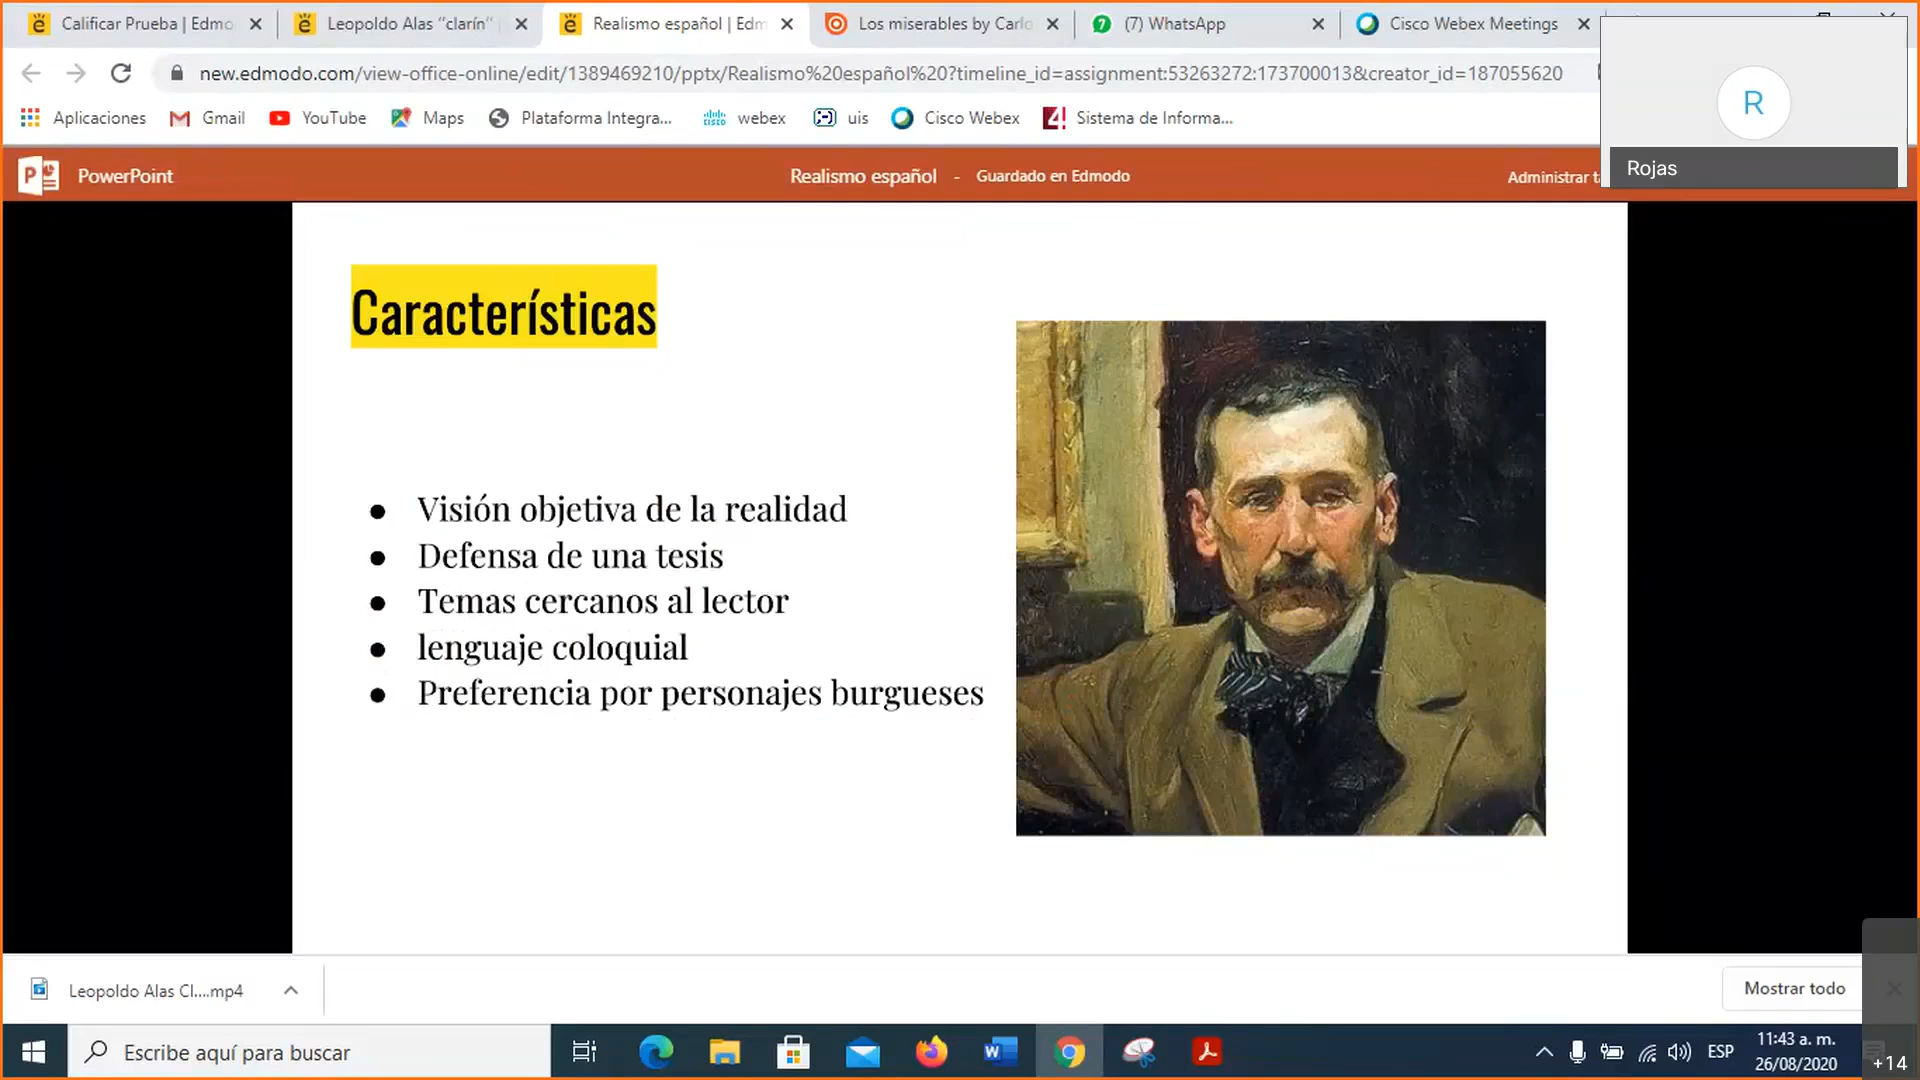 Calificar Prueba | Edmo
Leopoldo Alas “clarín”
Realismo español | Edm
Los miserables by Carlo
(7) WhatsApp
Cisco Webex Meetings
new.edmodo.com/view-office-online/edit/1389469210/pptx/Realismo%20español%20?timeline_id=assignment:53263272:173700013&creator_id=187055620
Aplicaciones
Gmail
YouTube
Maps
Plataforma Integra...
webex
uis
Cisco Webex
Sistema de Informa...
R
Rojas
PowerPoint
Realismo español - Guardado en Edmodo
Administrar
Características
● Visión objetiva de la realidad
● Defensa de una tesis
● Temas cercanos al lector
● lenguaje coloquial
● Preferencia por personajes burgueses
Leopoldo Alas Cl....mp4
Mostrar todo
Escribe aquí para buscar
ESP
11:43 a. m.
26/08/2020
+14